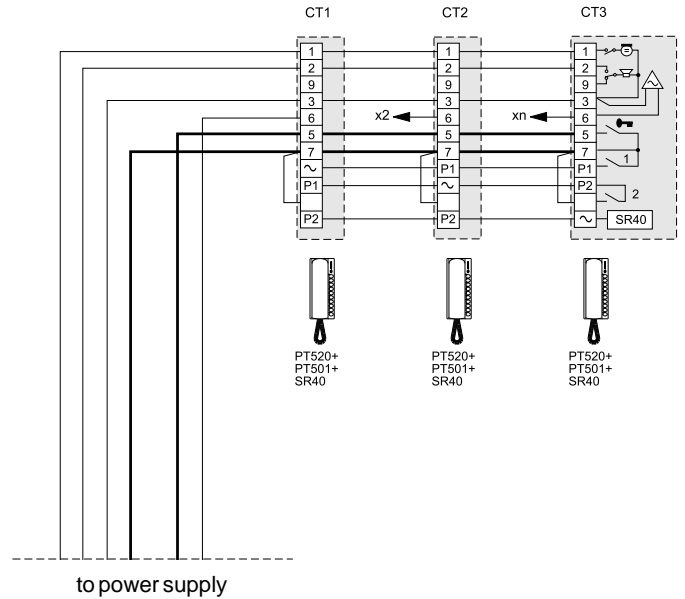 CT1 CT2 CT3
1 1 1
2 2 2
9 9 9
3 3 3
6 x2 6 xn 6
5 5 5
7 7 7 1
~ P1 P1
P1 ~ P2 2
P2 P2 ~ SR40
PT520+ PT520+ PT520+
PT501+ PT501+ PT501+
SR40 SR40 SR40
to power supply